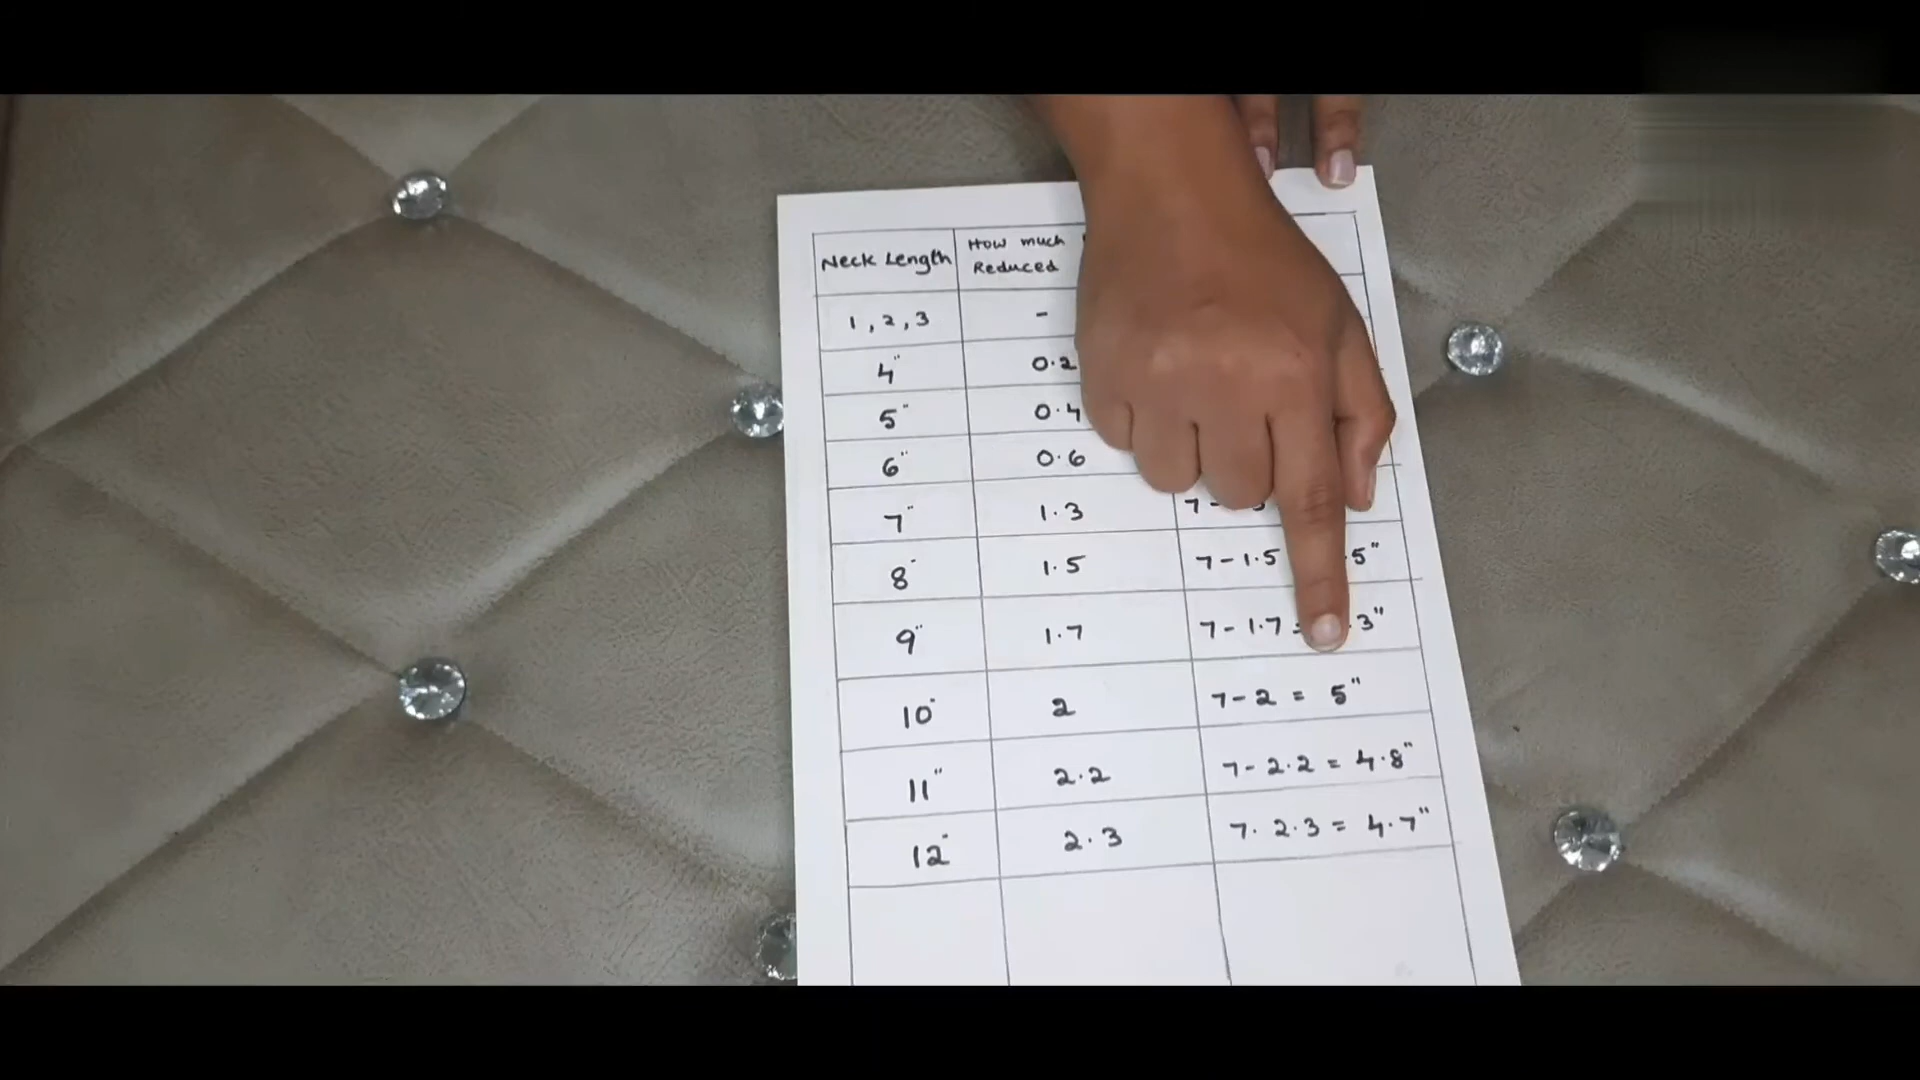 Neck Length
How much
Reduced
1, 2, 3 -
4" 0.2
5" 0.4
6" 0.6
7" 1.3 7 -
8" 1.5 7 - 1.5 .5"
9" 1.7 7 - 1.7 = .3"
10" 2 7 - 2 = 5"
11" 2.2 7 - 2.2 = 4.8"
12" 2.3 7. 2.3 = 4.7"